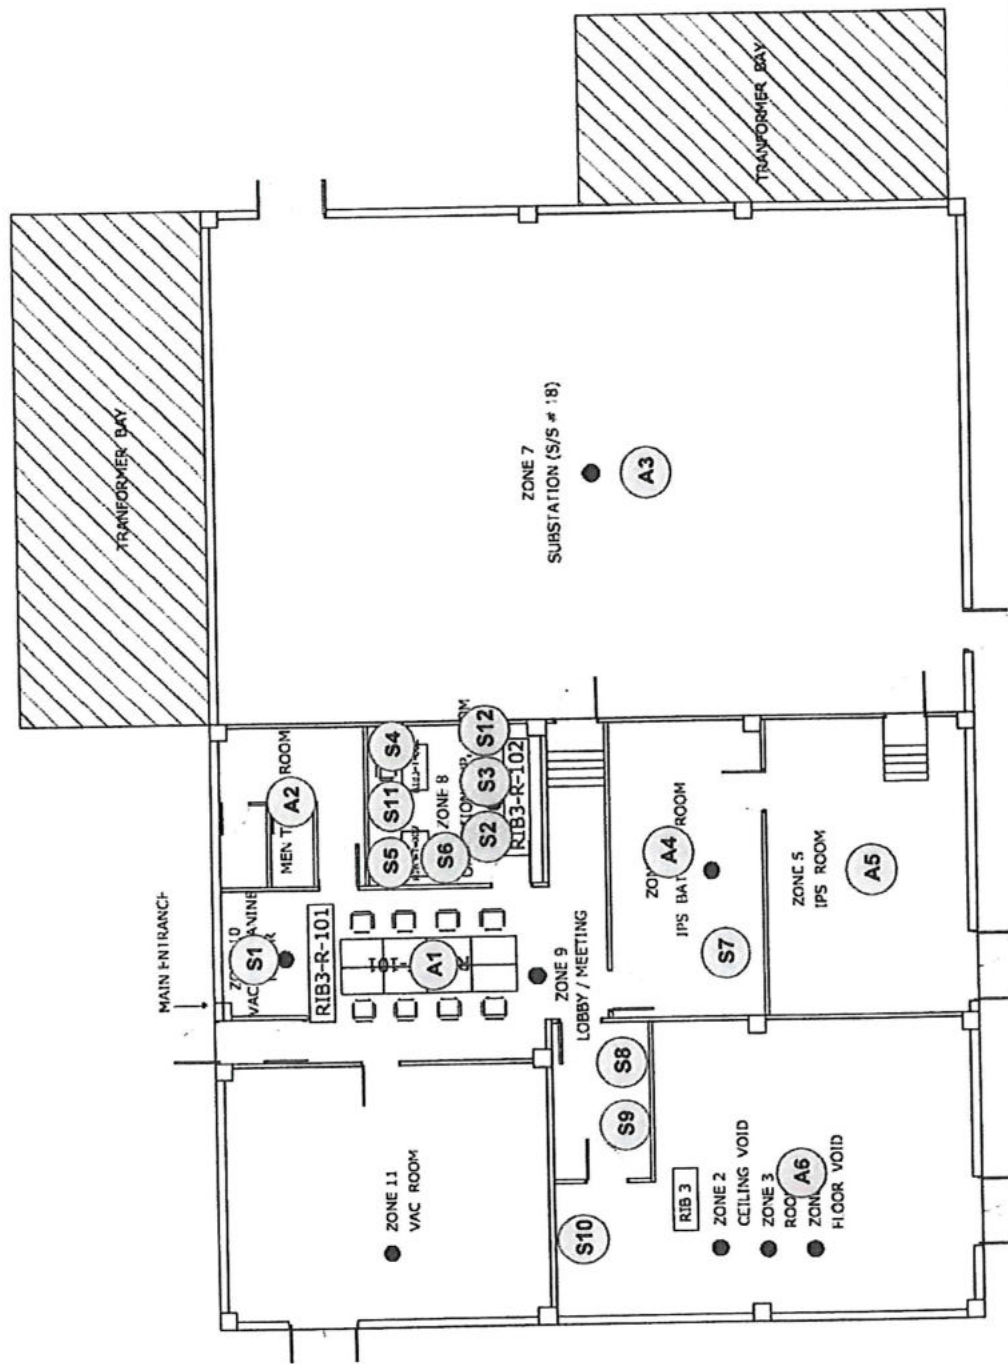 TRANFORMER BAY
TRANFORMER BAY
ZONE 7
SUBSTATION (S/S # 18)
A3
MAIN ENTRANCE
MEN T
ROOM
A2
S1
VAC
RIB3-R-101
A1
S4
S11
S5
S6
ZONE 8
S12
S3
S2
RIB3-R-102
ZONE 9
LOBBY / MEETING
A4
IPS BAT
ROOM
S7
ZONE 5
IPS ROOM
A5
ZONE 11
VAC ROOM
S8
S9
S10
RIB 3
ZONE 2
CEILING VOID
ZONE 3
ROO
A6
FLOOR VOID